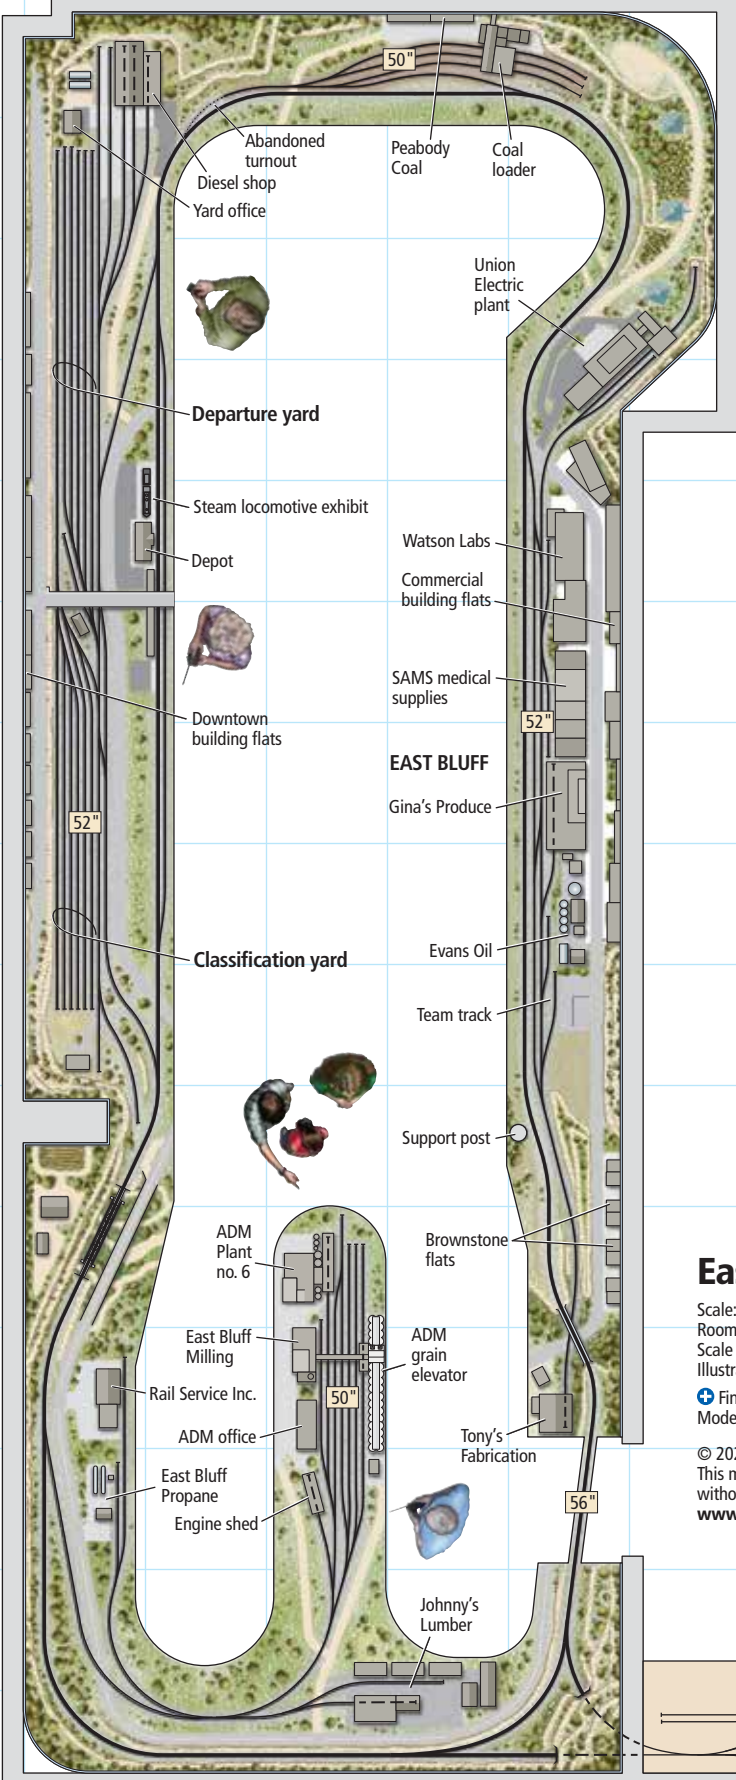 50"
Abandoned
turnout
Peabody
Coal
Coal
loader
Diesel shop
Yard office
Union
Electric
plant
Departure yard
Steam locomotive exhibit
Depot
Watson Labs
Commercial
building flats
SAMS medical
supplies
Downtown
building flats
52"
EAST BLUFF
Gina's Produce
52"
Evans Oil
Classification yard
Team track
Support post
ADM
Plant
no. 6
Brownstone
flats
East Bluff
Milling
ADM
grain
elevator
Rail Service Inc.
50"
ADM office
Tony's
Fabrication
East Bluff
Propane
Engine shed
56"
Johnny's
Lumber
Eas
Scale:
Room
Scale
Illustra
Fin
Mode
© 202
This m
witho
www